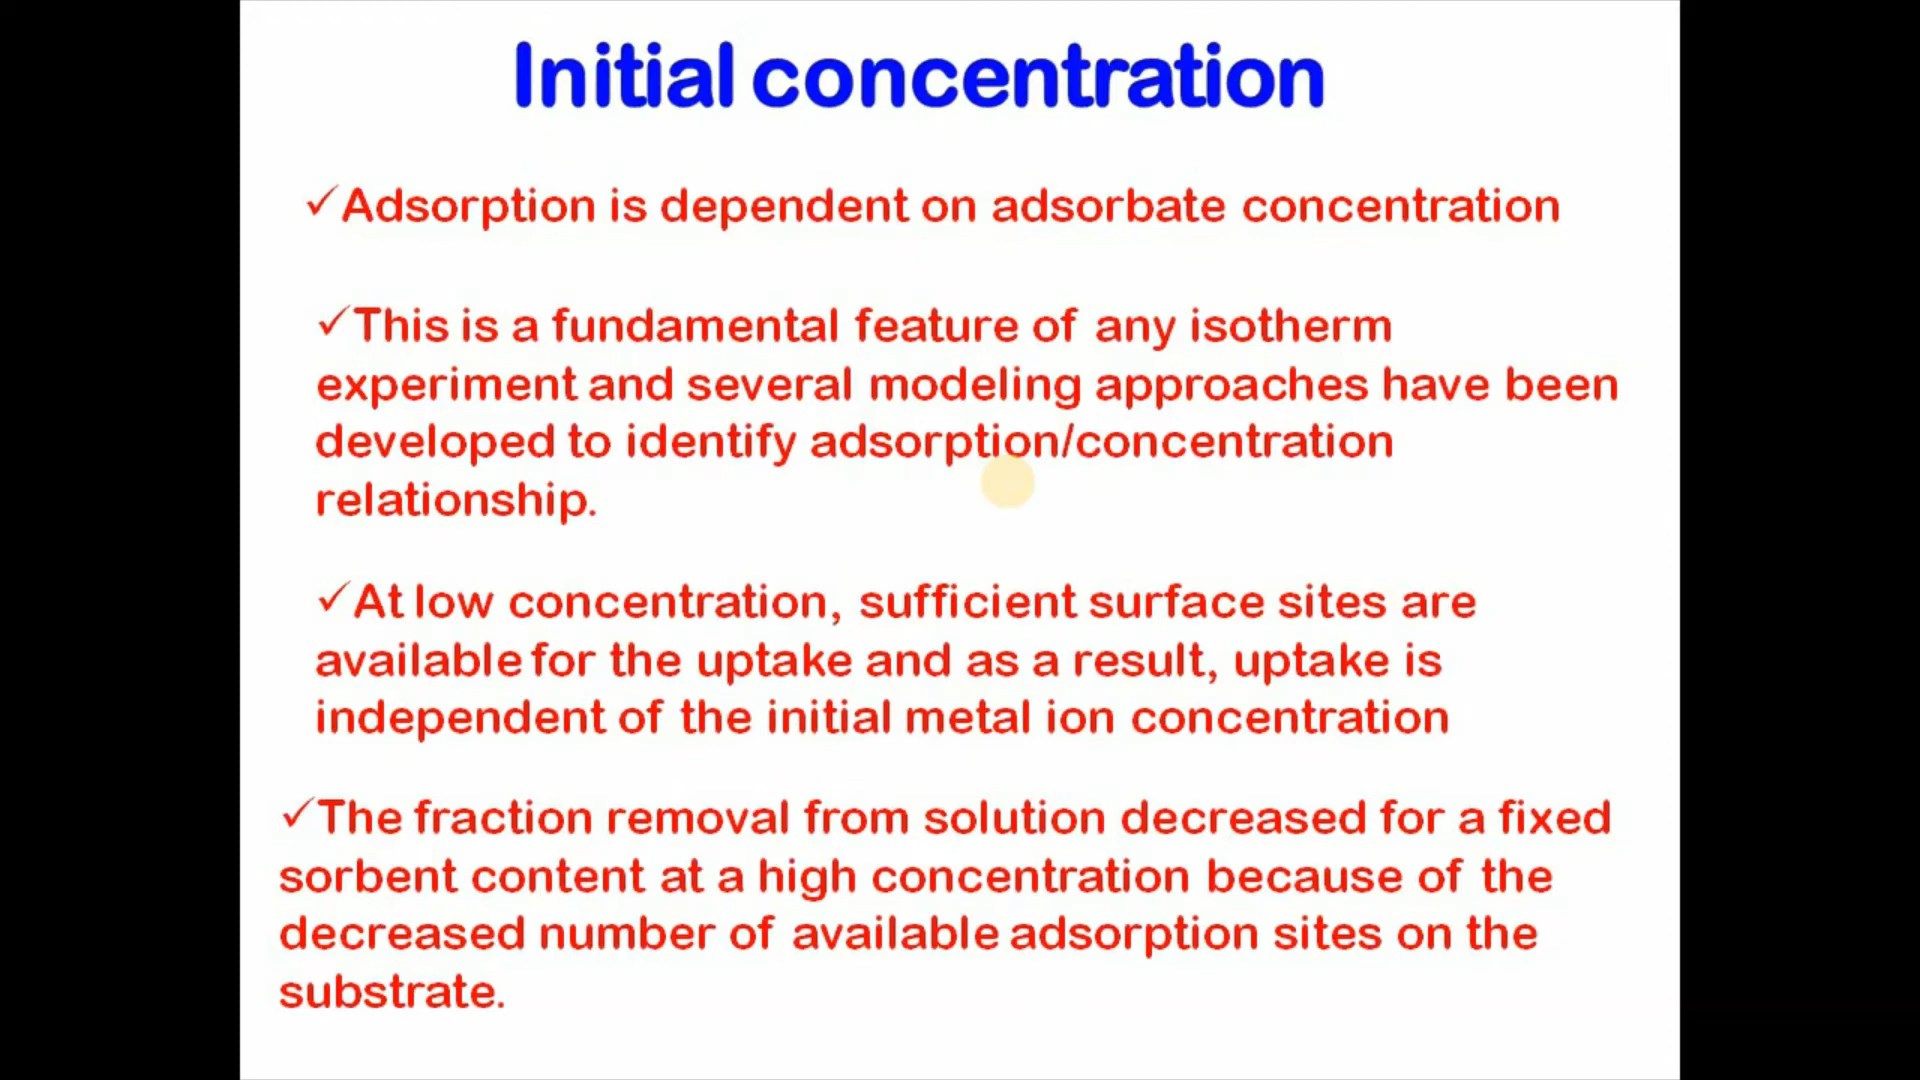 Initial concentration
✓Adsorption is dependent on adsorbate concentration
✓This is a fundamental feature of any isotherm
experiment and several modeling approaches have been
developed to identify adsorption/concentration
relationship.
✓At low concentration, sufficient surface sites are
available for the uptake and as a result, uptake is
independent of the initial metal ion concentration
✓The fraction removal from solution decreased for a fixed
sorbent content at a high concentration because of the
decreased number of available adsorption sites on the
substrate.